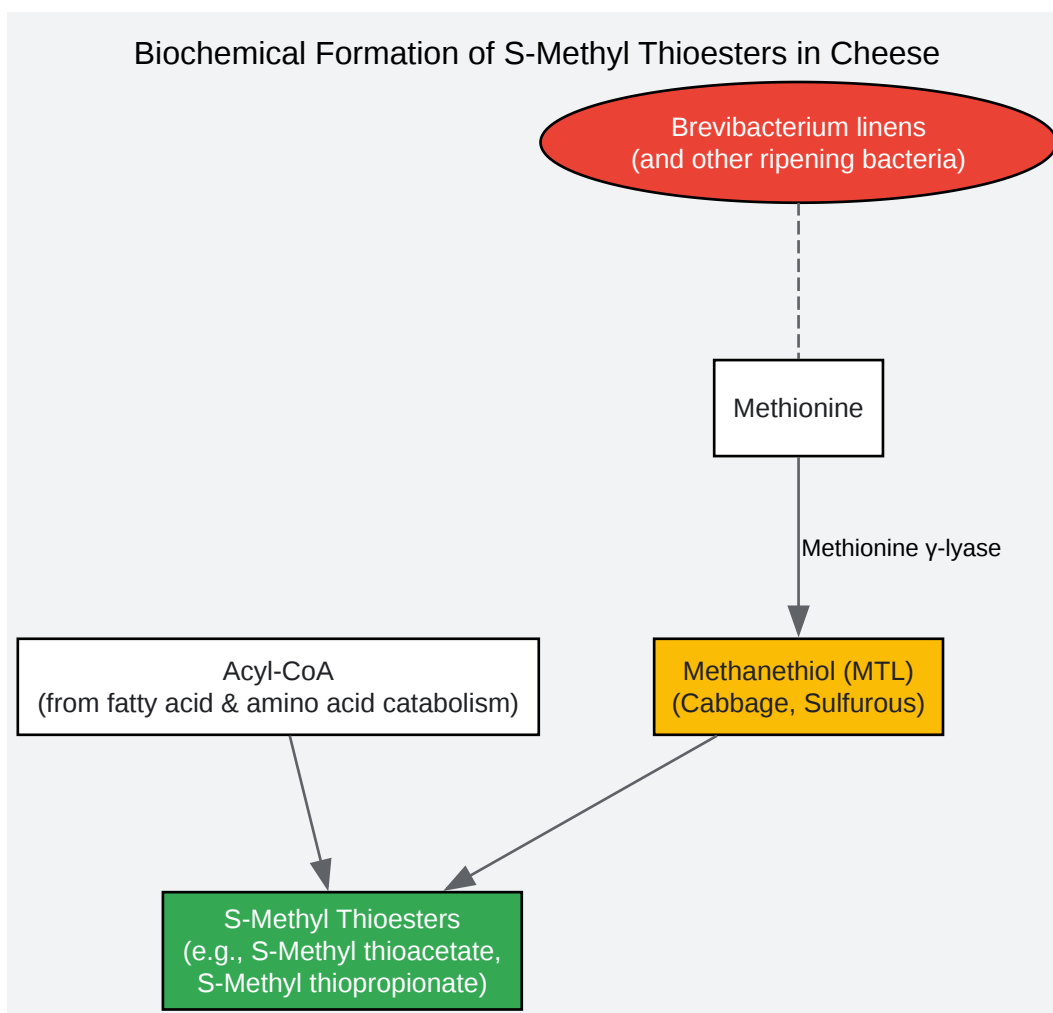 Biochemical Formation of S-Methyl Thioesters in Cheese
Brevibacterium linens
(and other ripening bacteria)
Methionine
Methionine γ-lyase
Acyl-CoA
(from fatty acid & amino acid catabolism)
Methanethiol (MTL)
(Cabbage, Sulfurous)
S-Methyl Thioesters
(e.g., S-Methyl thioacetate,
S-Methyl thiopropionate)